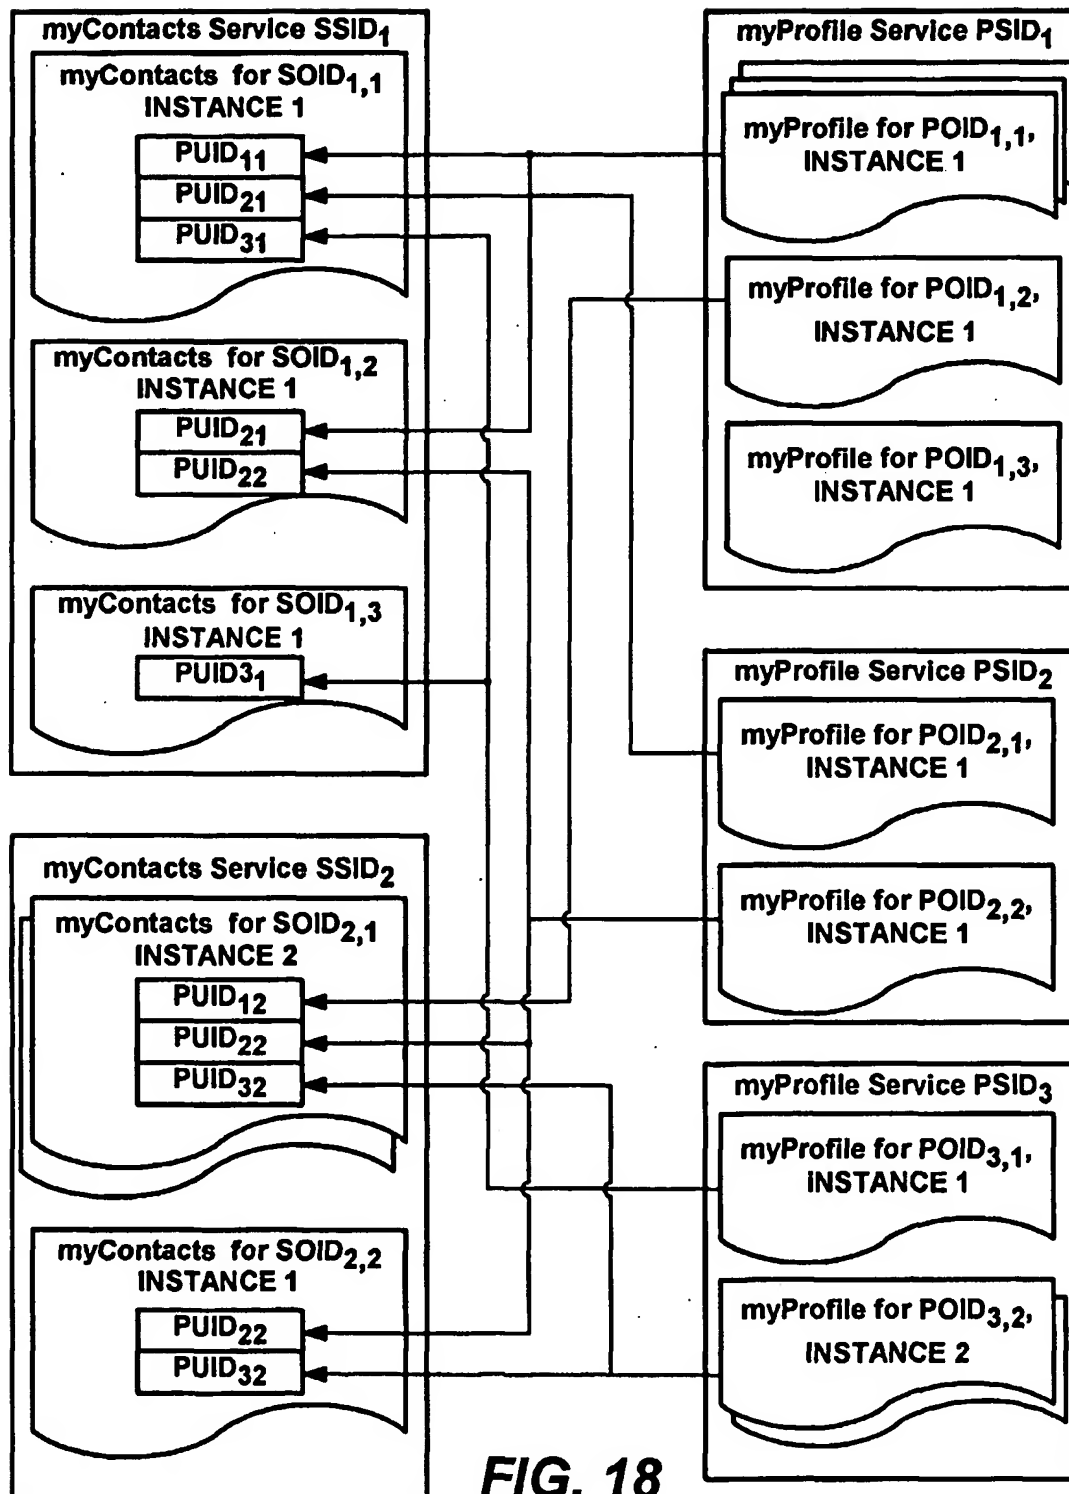 myContacts Service SSID1
myContacts for SOID1,1
INSTANCE 1
PUID11
PUID21
PUID31
myContacts for SOID1,2
INSTANCE 1
PUID21
PUID22
myContacts for SOID1,3
INSTANCE 1
PUID31
myContacts Service SSID2
myContacts for SOID2,1
INSTANCE 2
PUID12
PUID22
PUID32
myContacts for SOID2,2
INSTANCE 1
PUID22
PUID32
myProfile Service PSID1
myProfile for POID1,1,
INSTANCE 1
myProfile for POID1,2,
INSTANCE 1
myProfile for POID1,3,
INSTANCE 1
myProfile Service PSID2
myProfile for POID2,1,
INSTANCE 1
myProfile for POID2,2,
INSTANCE 1
myProfile Service PSID3
myProfile for POID3,1,
INSTANCE 1
myProfile for POID3,2,
INSTANCE 2
FIG. 18